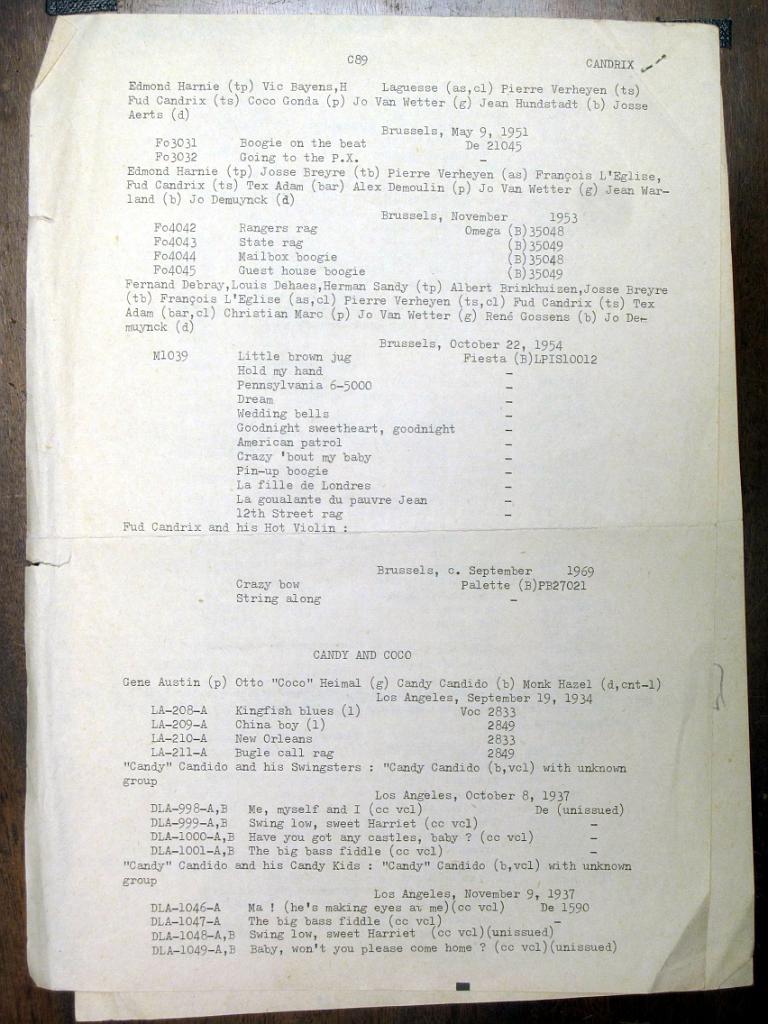 C89 CANDRIX
Edmond Harnie (tp) Vic Bayens,H Laguesse (as,cl) Pierre Verheyen (ts)
Fud Candrix (ts) Coco Gonda (p) Jo Van Wetter (g) Jean Hundstadt (b) Josse
Aerts (d)
Brussels, May 9, 1951
Fo3031 Boogie on the beat De 21045
Fo3032 Going to the P.X. -
Edmond Harnie (tp) Josse Breyre (tb) Pierre Verheyen (as) François L'Eglise,
Fud Candrix (ts) Tex Adam (bar) Alex Demoulin (p) Jo Van Wetter (g) Jean War-
land (b) Jo Demuynck (d)
Brussels, November 1953
Fo4042 Rangers rag Omega (B)35048
Fo4043 State rag (B)35049
Fo4044 Mailbox boogie (B)35048
Fo4045 Guest house boogie (B)35049
Fernand Debray,Louis Dehaes,Herman Sandy (tp) Albert Brinkhuizen,Josse Breyre
(tb) François L'Eglise (as,cl) Pierre Verheyen (ts,cl) Fud Candrix (ts) Tex
Adam (bar,cl) Christian Marc (p) Jo Van Wetter (g) René Gossens (b) Jo De-
muynck (d)
Brussels, October 22, 1954
M1039 Little brown jug Fiesta (B)LPIS10012
Hold my hand -
Pennsylvania 6-5000 -
Dream -
Wedding bells -
Goodnight sweetheart, goodnight -
American patrol -
Crazy 'bout my baby -
Pin-up boogie -
La fille de Londres -
La goualante du pauvre Jean -
12th Street rag -
Fud Candrix and his Hot Violin :
Brussels, c. September 1969
Crazy bow Palette (B)PB27021
String along -
CANDY AND COCO
Gene Austin (p) Otto "Coco" Heimal (g) Candy Candido (b) Monk Hazel (d,cnt-1)
Los Angeles, September 19, 1934
LA-208-A Kingfish blues (1) Voc 2833
LA-209-A China boy (1) 2849
LA-210-A New Orleans 2833
LA-211-A Bugle call rag 2849
"Candy" Candido and his Swingsters : "Candy Candido (b,vcl) with unknown
group
Los Angeles, October 8, 1937
DLA-998-A,B Me, myself and I (cc vcl) De (unissued)
DLA-999-A,B Swing low, sweet Harriet (cc vcl) -
DLA-1000-A,B Have you got any castles, baby ? (cc vcl) -
DLA-1001-A,B The big bass fiddle (cc vcl) -
"Candy" Candido and his Candy Kids : "Candy" Candido (b,vcl) with unknown
group
Los Angeles, November 9, 1937
DLA-1046-A Ma ! (he's making eyes at me)(cc vcl) De 1590
DLA-1047-A The big bass fiddle (cc vcl) -
DLA-1048-A,B Swing low, sweet Harriet (cc vcl)(unissued)
DLA-1049-A,B Baby, won't you please come home ? (cc vcl)(unissued)